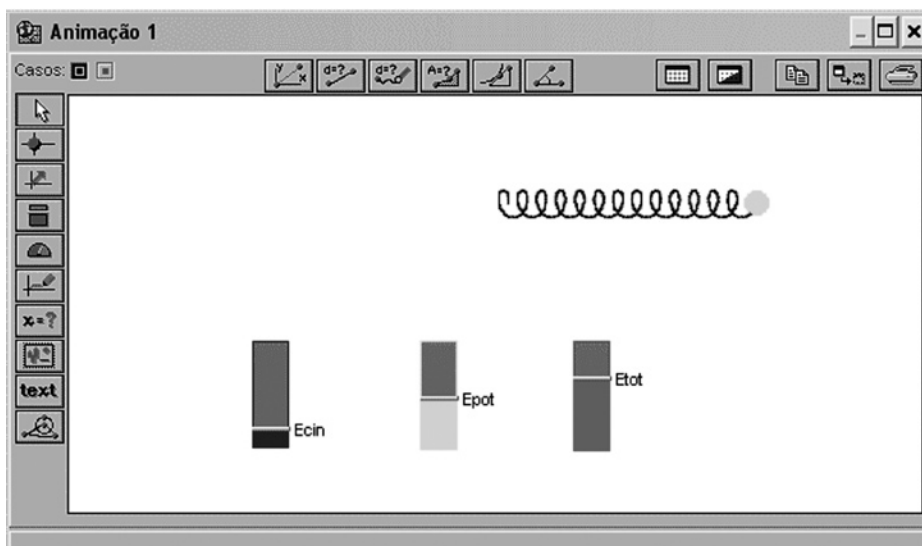 Animação 1
Casos:
y x
d=?
d=?
A=?
x=?
text
Ecin
Epot
Etot